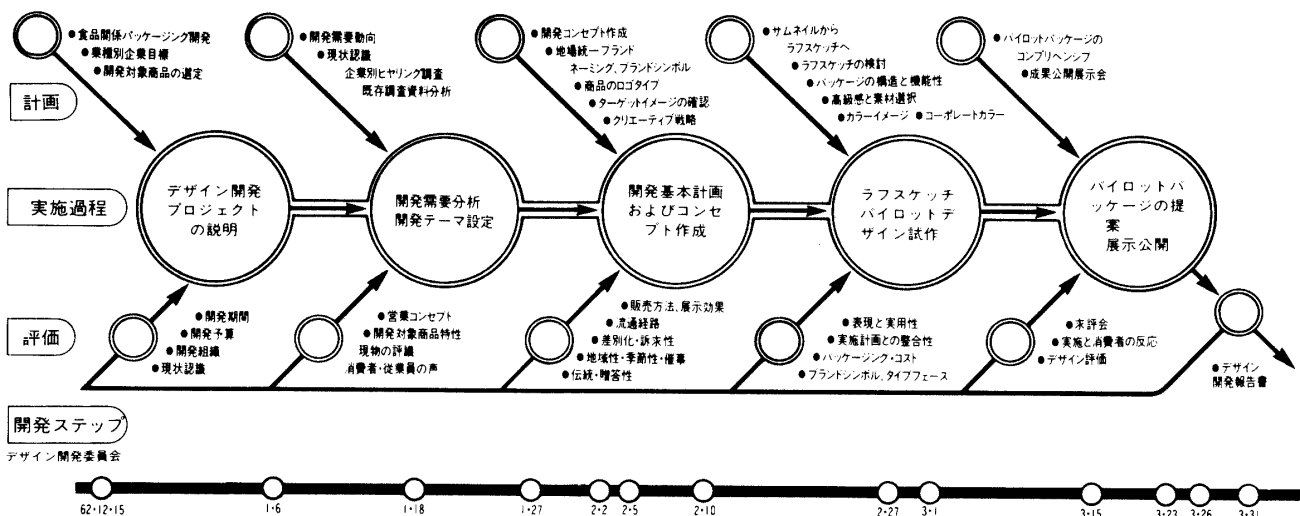 ● 食品関係パッケージング開発
● 業種別企業目標
● 開発対象商品の選定
● 開発需要動向
● 現状認識
企業別ヒヤリング調査
既存調査資料分析
● 開発コンセプト作成
● 地場統一ブランド
ネーミング、ブランドシンボル
● 商品のロゴタイプ
● ターゲットイメージの確認
● クリエーティブ戦略
● サムネイルから
ラフスケッチへ
● ラフスケッチの検討
● パッケージの構造と機能性
● 高級感と素材選択
● カラーイメージ ● コーポレートカラー
● パイロットパッケージの
コンプリヘンシブ
● 成果公開展示会
計画
実施過程
デザイン開発
プロジェクト
の説明
開発需要分析
開発テーマ設定
開発基本計画
およびコンセ
プト作成
ラフスケッチ
パイロットデ
ザイン試作
パイロットパ
ッケージの提
案
展示公開
評価
● 開発期間
● 開発予算
● 開発組織
● 現状認識
● 営業コンセプト
● 開発対象商品特性
現物の評議
消費者・従業員の声
● 販売方法、展示効果
● 流通経路
● 差別化・訴求性
● 地域性・季節性・催事
● 伝統・贈答性
● 表現と実用性
● 実施計画との整合性
● パッケージング・コスト
● ブランドシンボル、タイプフェース
● 求評会
● 実施と消費者の反応
● デザイン評価
● デザイン
開発報告書
開発ステップ
デザイン開発委員会
62・12・15
1・6
1・18
1・27
2・2
2・5
2・10
2・27
3・1
3・15
3・23
3・26
3・31